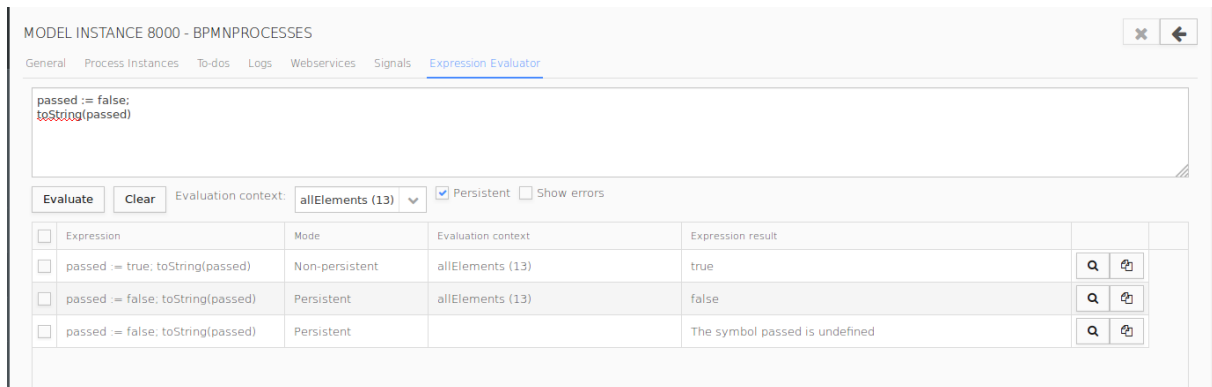 MODEL INSTANCE 8000 - BPMNPROCESSES
General Process Instances To-dos Logs Webservices Signals Expression Evaluator
passed := false;
toString(passed)
Evaluate Clear Evaluation context: allElements (13) Persistent Show errors
Expression Mode Evaluation context Expression result
passed := true; toString(passed) Non-persistent allElements (13) true
passed := false; toString(passed) Persistent allElements (13) false
passed := false; toString(passed) Persistent The symbol passed is undefined